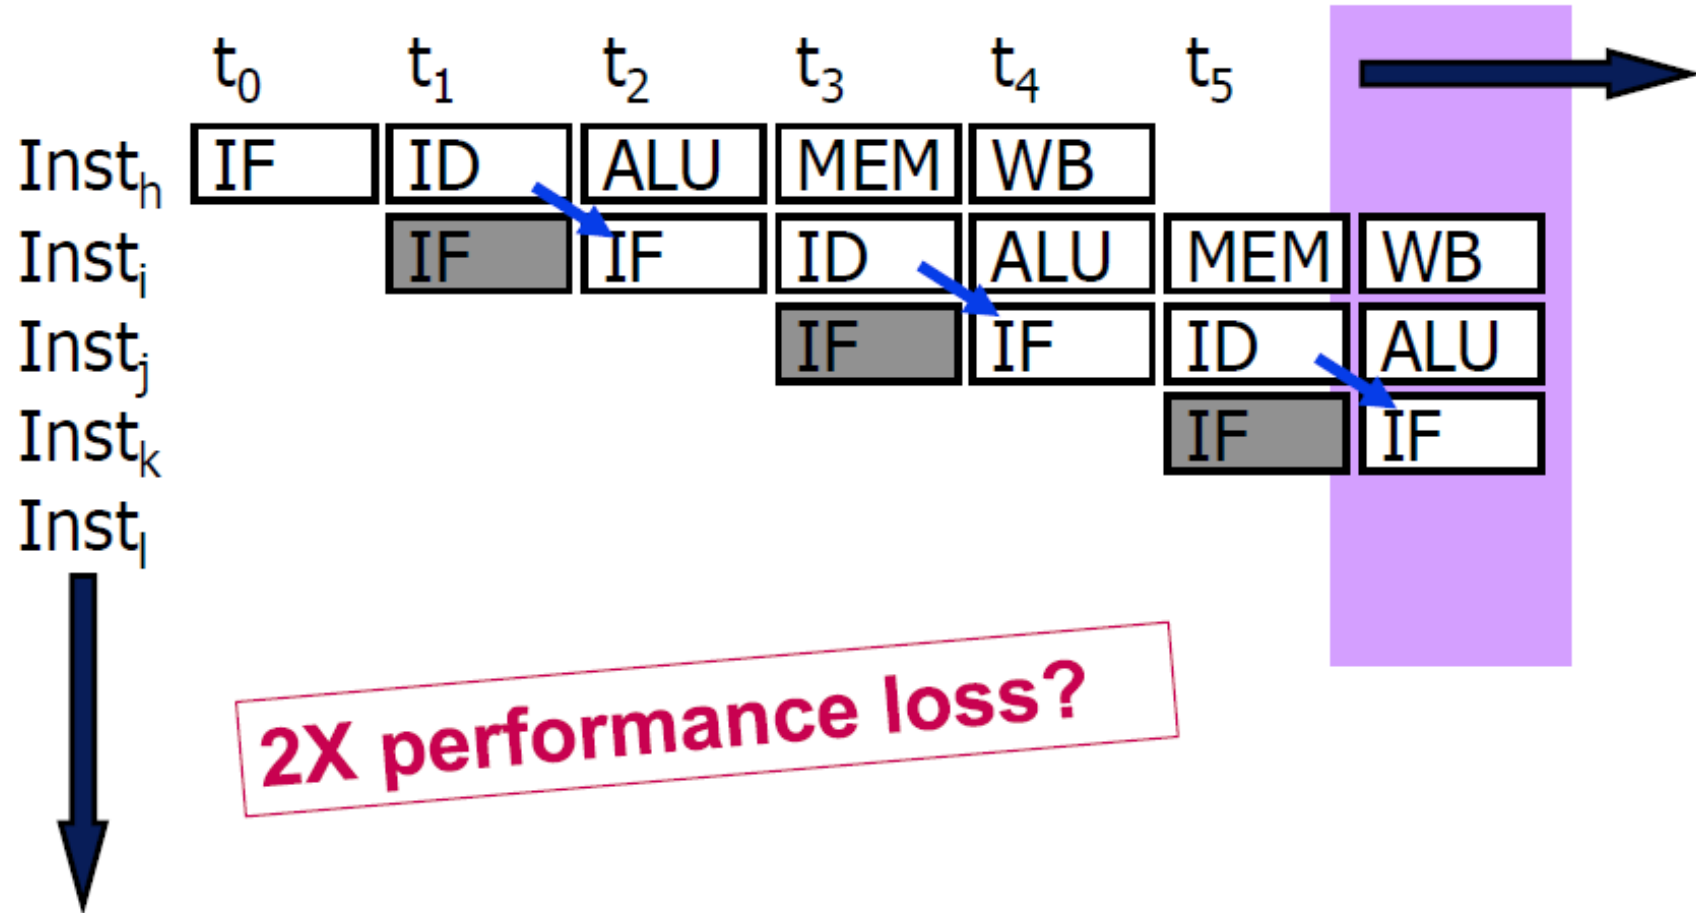 t₀ t₁ t₂ t₃ t₄ t₅
Instₕ IF ID ALU MEM WB
Instᵢ IF IF ID ALU MEM WB
Instⱼ IF IF ID ALU
Instₖ IF IF
Instₗ
2X performance loss?